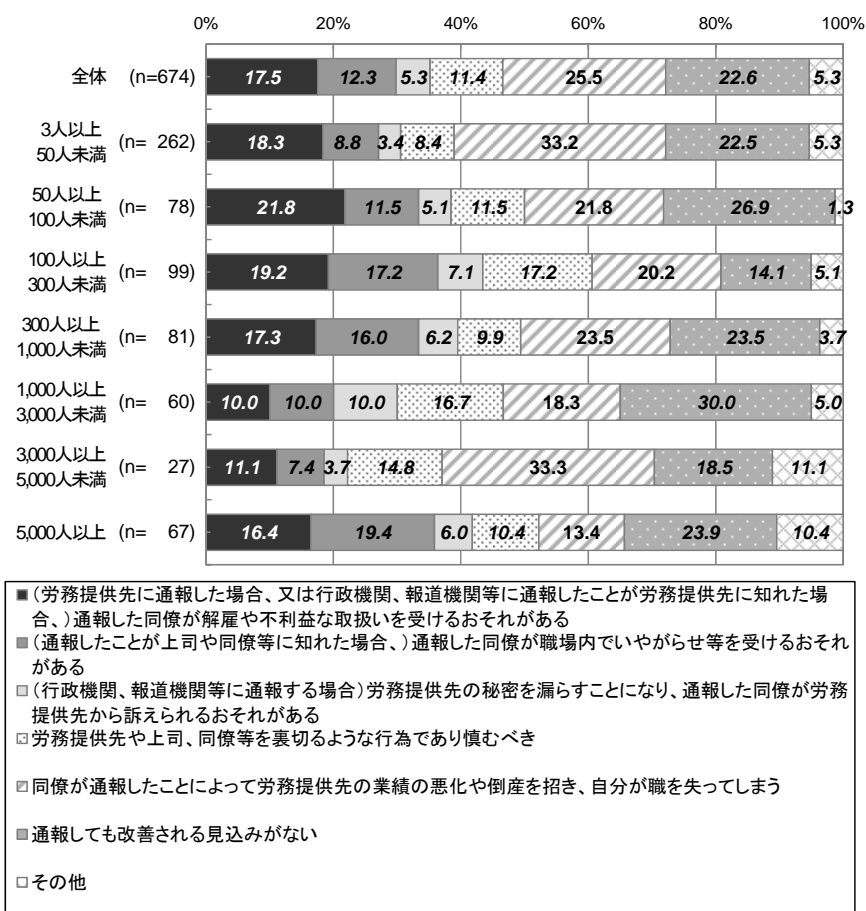 0% 20% 40% 60% 80% 100%
全体 (n=674) 17.5 12.3 5.3 11.4 25.5 22.6 5.3
3人以上
50人未満 (n= 262) 18.3 8.8 3.4 8.4 33.2 22.5 5.3
50人以上
100人未満 (n= 78) 21.8 11.5 5.1 11.5 21.8 26.9 1.3
100人以上
300人未満 (n= 99) 19.2 17.2 7.1 17.2 20.2 14.1 5.1
300人以上
1,000人未満 (n= 81) 17.3 16.0 6.2 9.9 23.5 23.5 3.7
1,000人以上
3,000人未満 (n= 60) 10.0 10.0 10.0 16.7 18.3 30.0 5.0
3,000人以上
5,000人未満 (n= 27) 11.1 7.4 3.7 14.8 33.3 18.5 11.1
5,000人以上 (n= 67) 16.4 19.4 6.0 10.4 13.4 23.9 10.4
(労務提供先に通報した場合、又は行政機関、報道機関等に通報したことが労務提供先に知れた場
合、)通報した同僚が解雇や不利益な取扱いを受けるおそれがある
(通報したことが上司や同僚等に知れた場合、)通報した同僚が職場内でいやがらせ等を受けるおそれ
がある
(行政機関、報道機関等に通報する場合)労務提供先の秘密を漏らすことになり、通報した同僚が労務
提供先から訴えられるおそれがある
労務提供先や上司、同僚等を裏切るような行為であり慎むべき
同僚が通報したことによって労務提供先の業績の悪化や倒産を招き、自分が職を失ってしまう
通報しても改善される見込みがない
その他